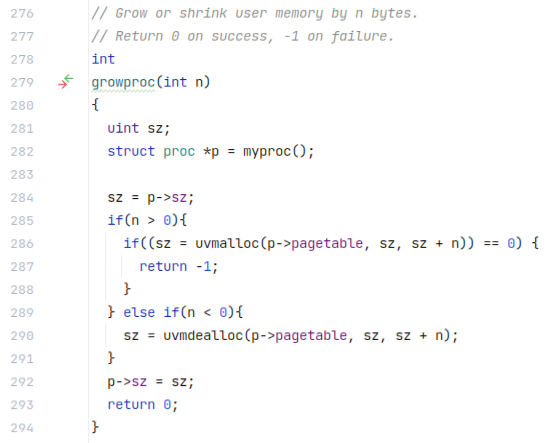 276 // Grow or shrink user memory by n bytes.
277 // Return 0 on success, -1 on failure.
278 int
279 growproc(int n)
280 {
281   uint sz;
282   struct proc *p = myproc();
283
284   sz = p->sz;
285   if(n > 0){
286     if((sz = uvmalloc(p->pagetable, sz, sz + n)) == 0) {
287       return -1;
288     }
289   } else if(n < 0){
290     sz = uvmdealloc(p->pagetable, sz, sz + n);
291   }
292   p->sz = sz;
293   return 0;
294 }